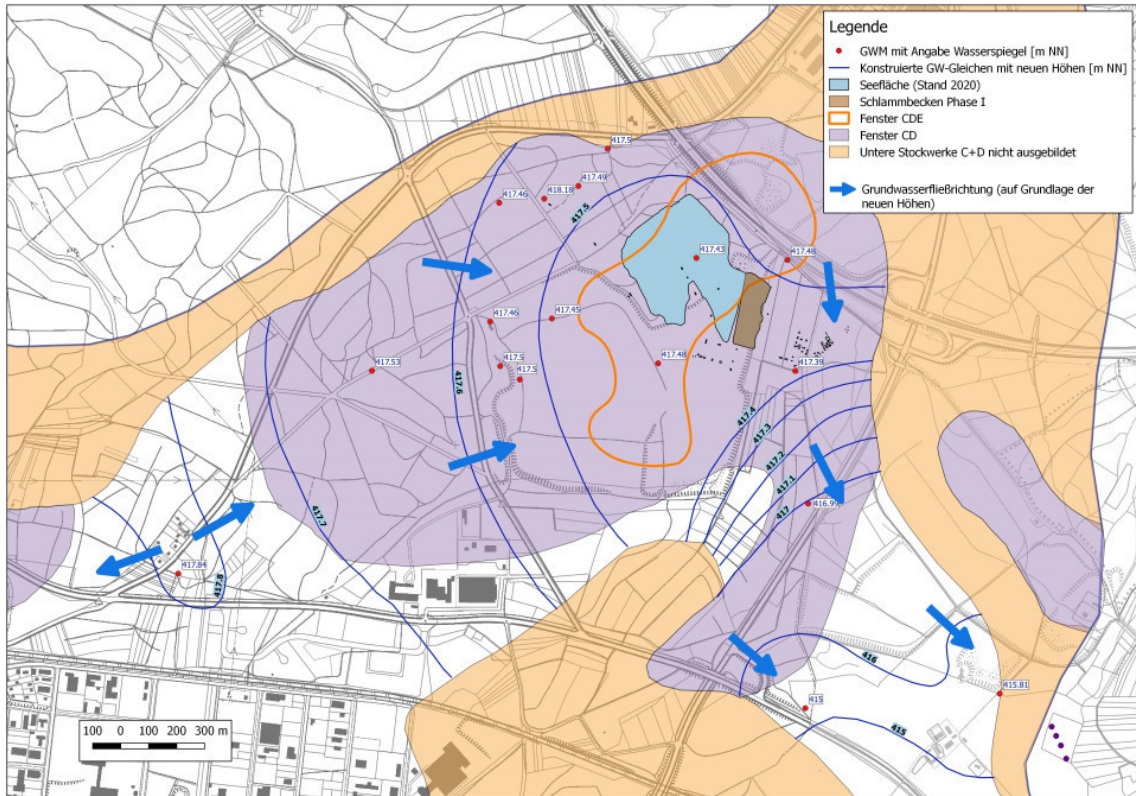 Legende
GWM mit Angabe Wasserspiegel [m NN]
Konstruierte GW-Gleichen mit neuen Höhen [m NN]
Seefläche (Stand 2020)
Schlammbecken Phase I
Fenster CDE
Fenster CD
Untere Stockwerke C+D nicht ausgebildet
Grundwasserfließrichtung (auf Grundlage der
neuen Höhen)
417.5
417.49
418.18
417.46
417.5
417.43
417.48
417.46
417.45
417.53
417.5
417.5
417.48
417.39
417.6
417.4
417.3
417.2
417.1
417
416.99
417.7
417.8
417.84
416
415.81
415
415
100 0 100 200 300 m